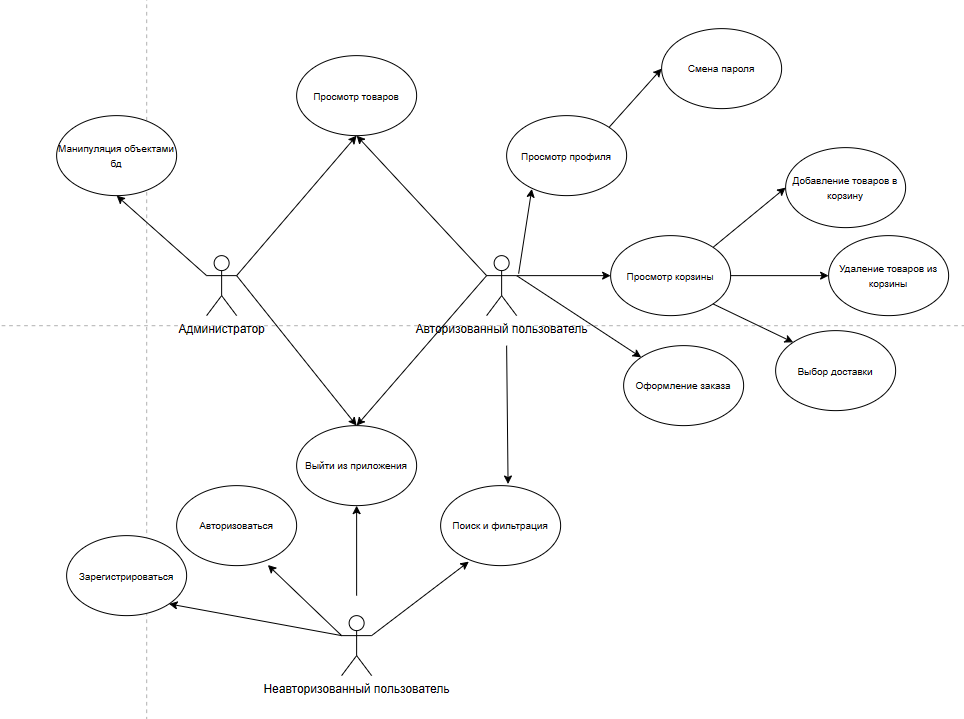 Смена пароля
Просмотр товаров
Манипуляция объектами
бд
Просмотр профиля
Добавление товаров в
корзину
Просмотр корзины
Удаление товаров из
корзины
Администратор
Авторизованный пользователь
Выбор доставки
Оформление заказа
Выйти из приложения
Авторизоваться
Поиск и фильтрация
Зарегистрироваться
Неавторизованный пользователь